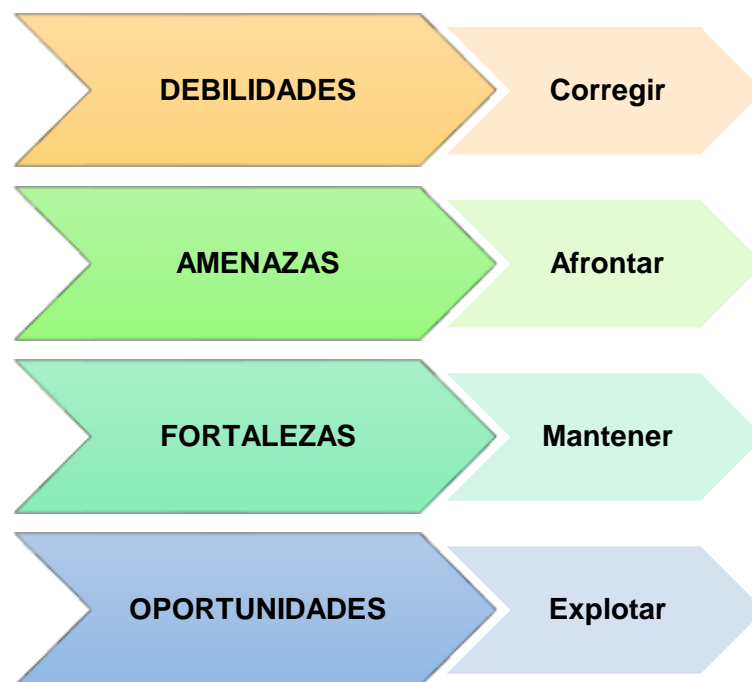 DEBILIDADES Corregir
AMENAZAS Afrontar
FORTALEZAS Mantener
OPORTUNIDADES Explotar